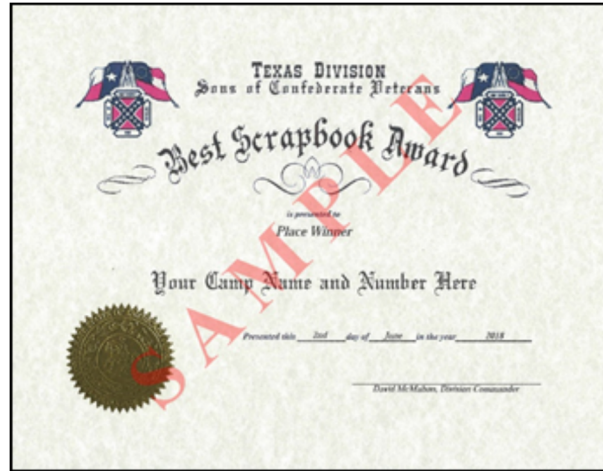 TEXAS DIVISION
Sons of Confederate Veterans
Best Scrapbook Award
is presented to
Place Winner
Your Camp Name and Number Here
Presented this 2nd day of June in the year 2018
David McMahon, Division Commander
SAMPLE